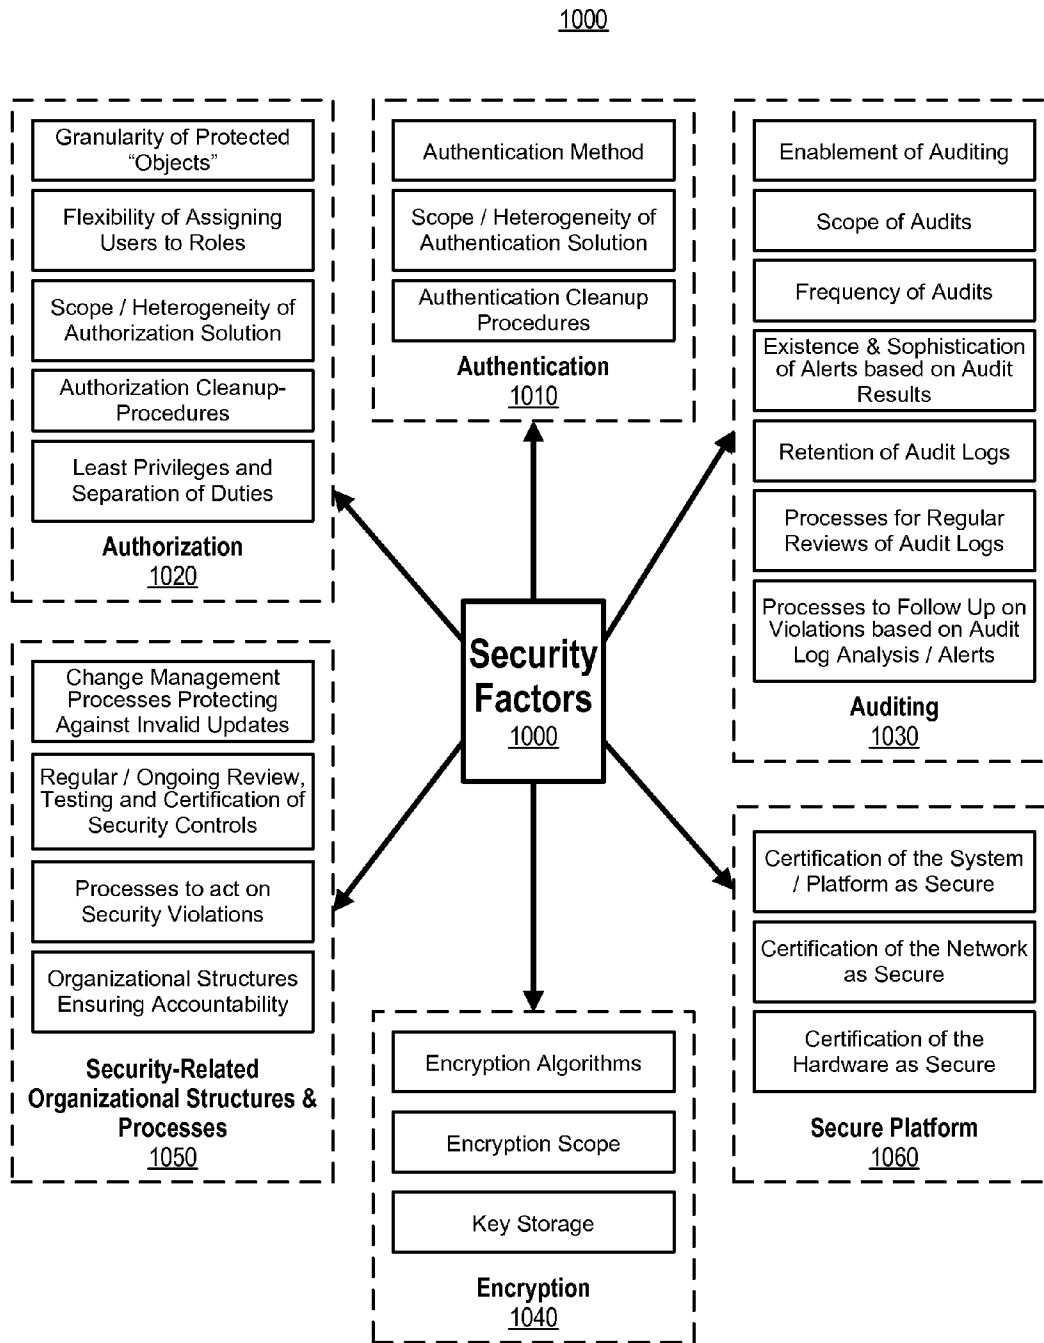 1000
Granularity of Protected
“Objects”
Flexibility of Assigning
Users to Roles
Scope / Heterogeneity of
Authorization Solution
Authorization Cleanup-
Procedures
Least Privileges and
Separation of Duties
Authorization
1020
Authentication Method
Scope / Heterogeneity of
Authentication Solution
Authentication Cleanup
Procedures
Authentication
1010
Enablement of Auditing
Scope of Audits
Frequency of Audits
Existence & Sophistication
of Alerts based on Audit
Results
Retention of Audit Logs
Processes for Regular
Reviews of Audit Logs
Processes to Follow Up on
Violations based on Audit
Log Analysis / Alerts
Auditing
1030
Security
Factors
1000
Change Management
Processes Protecting
Against Invalid Updates
Regular / Ongoing Review,
Testing and Certification of
Security Controls
Processes to act on
Security Violations
Organizational Structures
Ensuring Accountability
Security-Related
Organizational Structures &
Processes
1050
Encryption Algorithms
Encryption Scope
Key Storage
Encryption
1040
Certification of the System
/ Platform as Secure
Certification of the Network
as Secure
Certification of the
Hardware as Secure
Secure Platform
1060